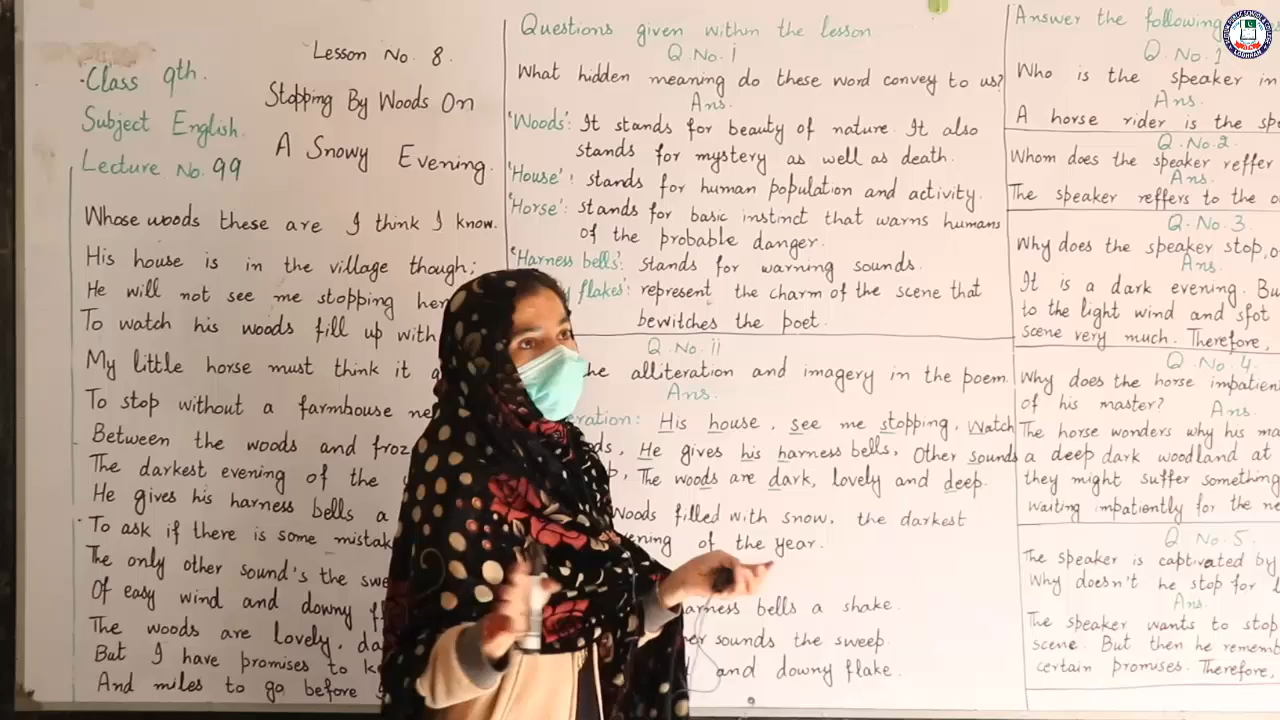 Class 9th.
Subject English.
Lecture No. 99
Lesson No. 8.
Stopping By Woods On
A Snowy Evening.
Whose woods these are I think I know.
His house is in the village though;
He will not see me stopping
To watch his woods fill up with
My little horse must think it
To stop without a farmhouse
Between the woods and
The darkest evening of the
He gives his harness bells a
To ask if there is some
The only other sound's the
Of easy wind and downy
The woods are Lovely,
But I have promises to
And miles to go before
Questions given within the lesson
Q. No. i
What hidden meaning do these word convey to us?
Ans.
'Woods': It stands for beauty of nature. It also
stands for mystery as well as death.
'House': stands for human population and activity.
'Horse': stands for basic instinct that warns humans
of the probable danger.
'Harness bells': stands for warning sounds.
flakes': represent the charm of the scene that
bewitches the poet.
Q. No. ii
alliteration and imagery in the poem.
Ans.
His house, see me stopping, Watch
He gives his harness bells, Other sound
The woods are dark, lovely and deep.
Woods filled with snow, the darkest
of the year.
bells a shake.
sounds the sweep
and downy flake.
Answer the following
Q. No. 1
Who is the speaker in
Ans.
A horse rider is the
Q. No. 2
Whom does the speaker reffer
Ans.
The speaker reffers to the
Q. No. 3
Why does the speaker stop,
Ans.
It is a dark evening.
to the light wind and
scene very much. Therefore,
Q. No. 4
Why does the horse
of his master? Ans.
The horse wonders why his
a deep dark woodland at
they might suffer something
waiting impatiently for the
Q No. 5
The speaker is captivated by
Why doesn't he stop for
Ans.
The speaker wants to stop
scene. But then he
certain promises. Therefore,